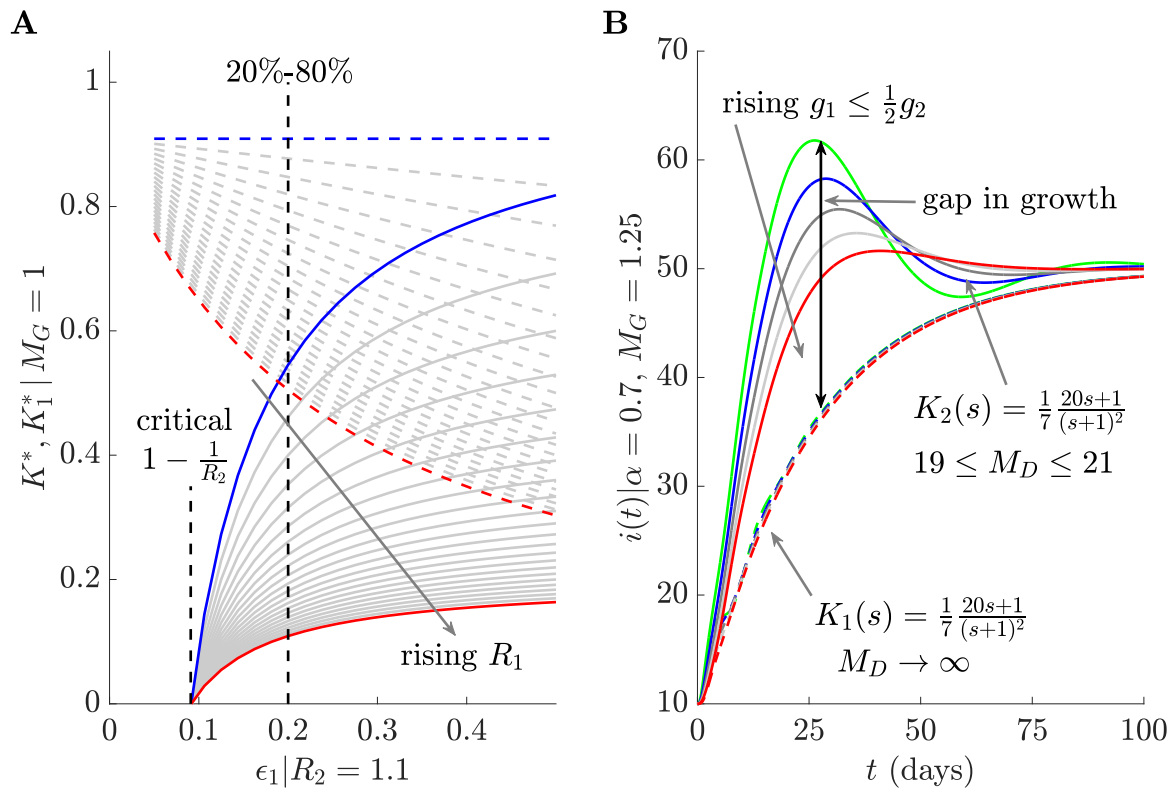 A
K*, K₁* | M_G = 1
1
0.8
0.6
0.4
0.2
0
20%-80%
critical
1 − 1/R₂
rising R₁
0
0.1
0.2
0.3
0.4
ϵ₁|R₂ = 1.1
B
i(t)|α = 0.7, M_G = 1.25
70
60
50
40
30
20
10
rising g₁ ≤ ½g₂
gap in growth
K₂(s) = 1/7 (20s+1)/(s+1)²
19 ≤ M_D ≤ 21
K₁(s) = 1/7 (20s+1)/(s+1)²
M_D → ∞
0
25
50
75
100
t (days)